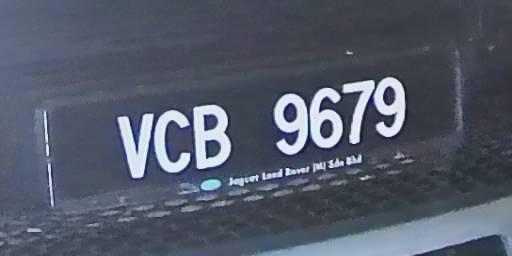 VCB 9679
Jaguar Land Rover (M) Sdn Bhd